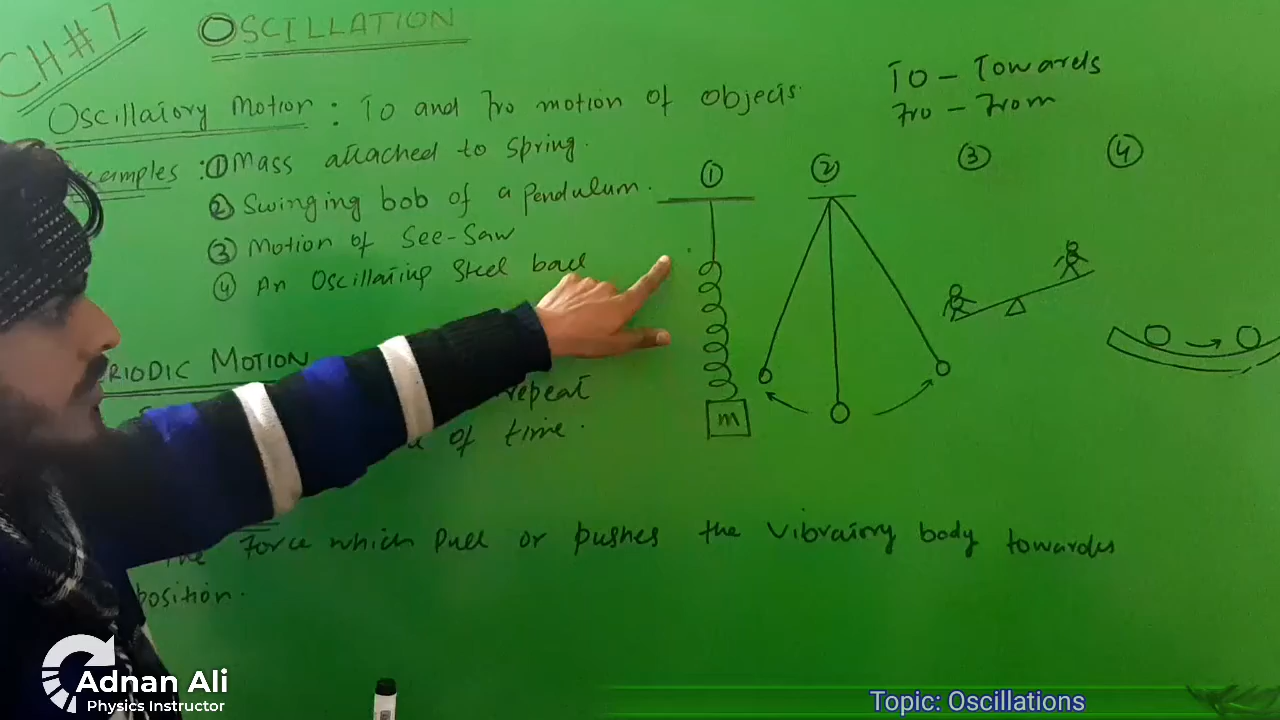 CH#7
OSCILLATION
Oscillatory Motion : To and Fro motion of objects.
To - Towards
Fro - From
Examples : ① Mass attached to spring.
② Swinging bob of a pendulum.
③ Motion of See-Saw
④ An Oscillating Steel ball
① ② ③ ④
m
RIODIC MOTION
repeat
of time.
The Force which Pull or pushes the vibrating body towardes
position.
Adnan Ali
Physics Instructor
Topic: Oscillations